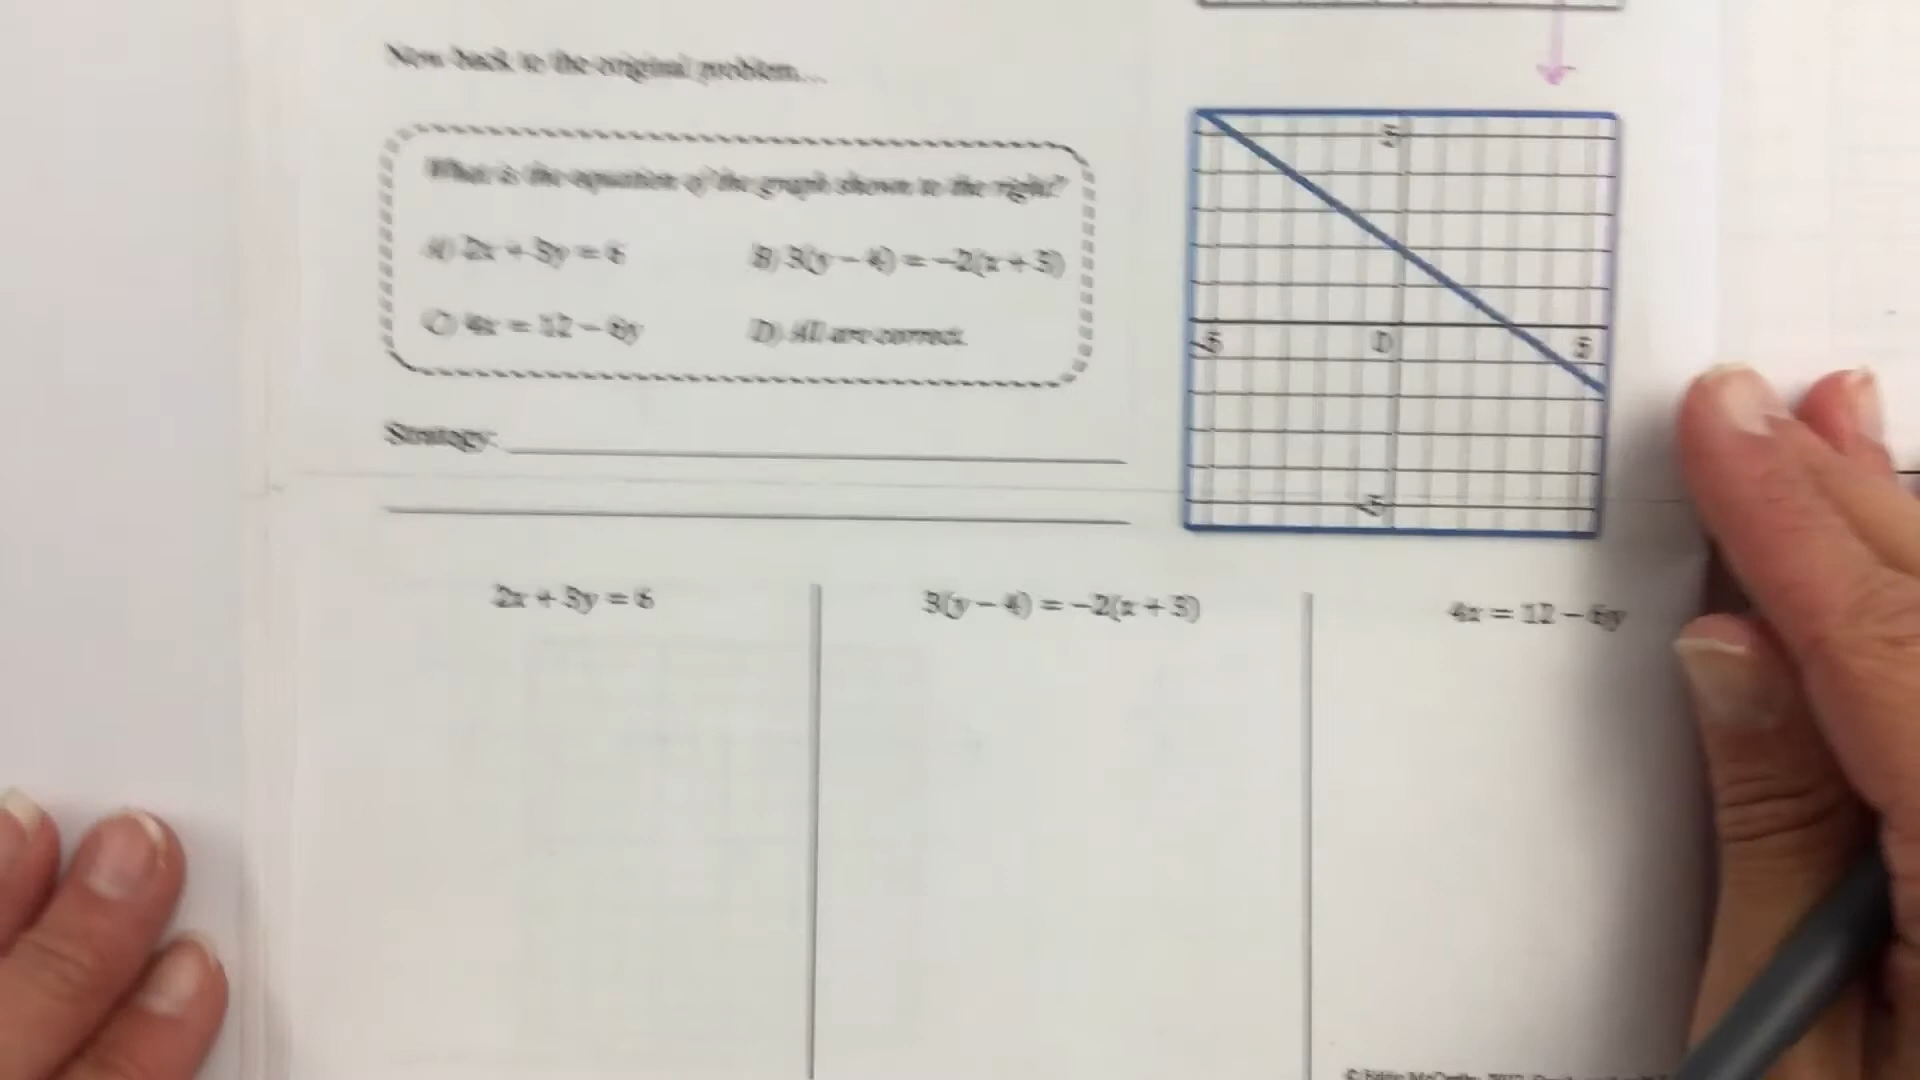 Now back to the original problem...
What is the equation of the graph shown to the right?
A) 2x + 3y = 6
B) 3(y − 4) = −2(x + 3)
C) 4x = 12 − 6y
D) All are correct.
Strategy:
5
-5 0 5
-5
2x + 3y = 6
3(y − 4) = −2(x + 3)
4x = 12 − 6y
©